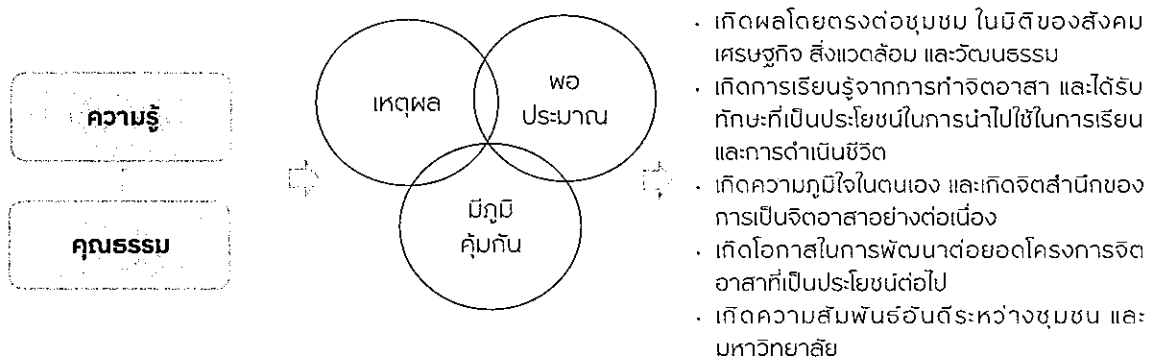 ความรู้
คุณธรรม
เหตุผล
พอ
ประมาณ
มีภูมิ
คุ้มกัน
· เกิดผลโดยตรงต่อชุมชม ในมิติของสังคม
เศรษฐกิจ สิ่งแวดล้อม และวัฒนธรรม
· เกิดการเรียนรู้จากการทำจิตอาสา และได้รับ
ทักษะที่เป็นประโยชน์ในการนำไปใช้ในการเรียน
และการดำเนินชีวิต
· เกิดความภูมิใจในตนเอง และเกิดจิตสำนึกของ
การเป็นจิตอาสาอย่างต่อเนื่อง
· เกิดโอกาสในการพัฒนาต่อยอดโครงการจิต
อาสาที่เป็นประโยชน์ต่อไป
· เกิดความสัมพันธ์อันดีระหว่างชุมชน และ
มหาวิทยาลัย